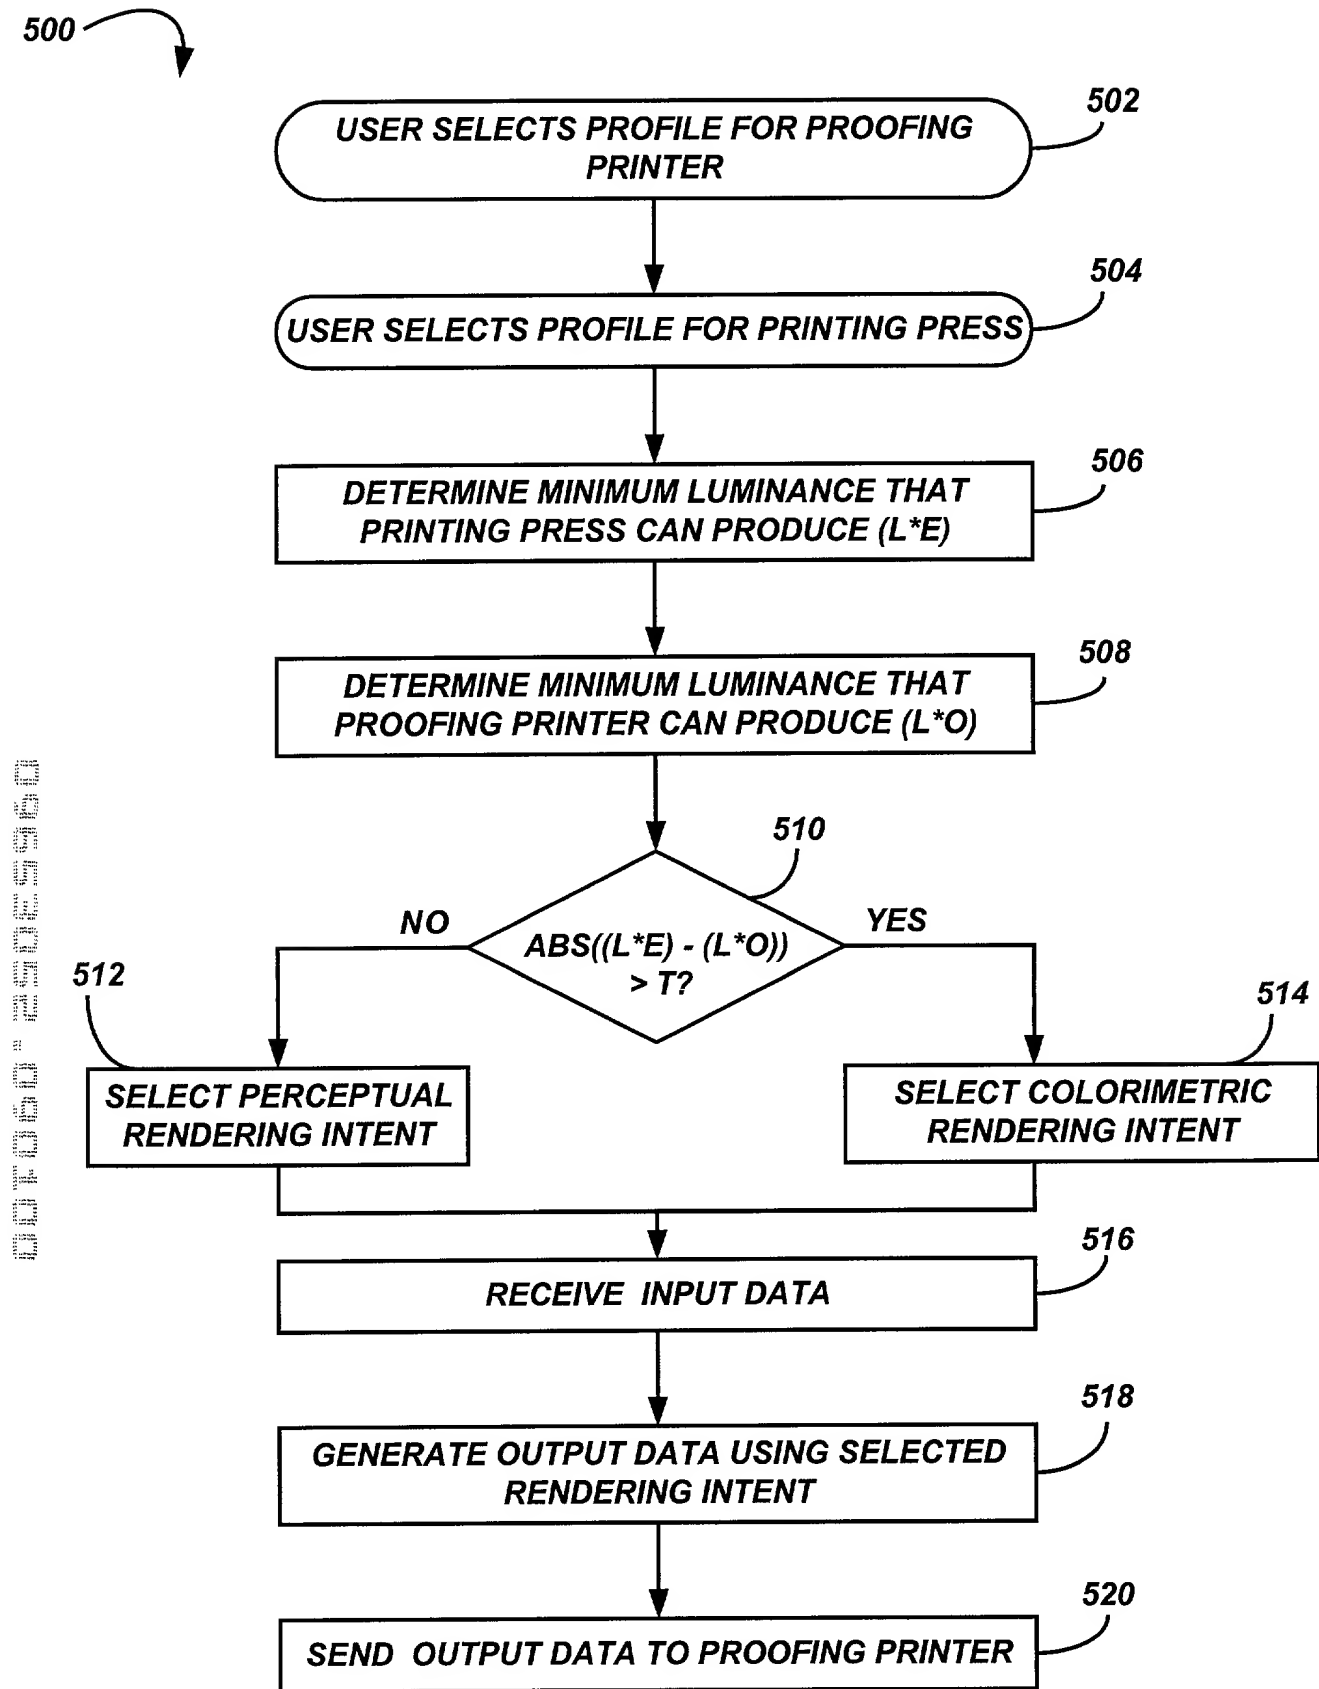 500
502
USER SELECTS PROFILE FOR PROOFING
PRINTER
504
USER SELECTS PROFILE FOR PRINTING PRESS
506
DETERMINE MINIMUM LUMINANCE THAT
PRINTING PRESS CAN PRODUCE (L*E)
508
DETERMINE MINIMUM LUMINANCE THAT
PROOFING PRINTER CAN PRODUCE (L*O)
510
NO
YES
ABS((L*E) - (L*O))
> T?
512
514
SELECT PERCEPTUAL
RENDERING INTENT
SELECT COLORIMETRIC
RENDERING INTENT
516
RECEIVE INPUT DATA
518
GENERATE OUTPUT DATA USING SELECTED
RENDERING INTENT
520
SEND OUTPUT DATA TO PROOFING PRINTER